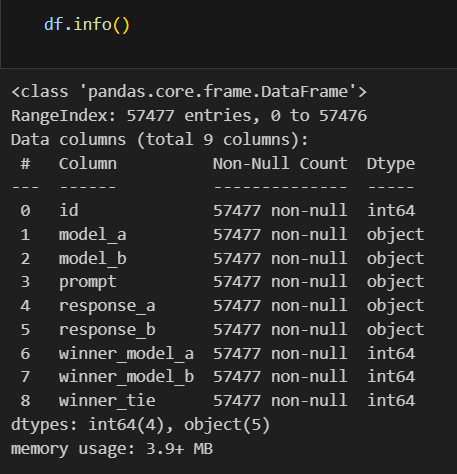 df.info()
<class 'pandas.core.frame.DataFrame'>
RangeIndex: 57477 entries, 0 to 57476
Data columns (total 9 columns):
 #   Column          Non-Null Count  Dtype
---  ------          --------------  -----
 0   id              57477 non-null  int64
 1   model_a         57477 non-null  object
 2   model_b         57477 non-null  object
 3   prompt          57477 non-null  object
 4   response_a      57477 non-null  object
 5   response_b      57477 non-null  object
 6   winner_model_a  57477 non-null  int64
 7   winner_model_b  57477 non-null  int64
 8   winner_tie      57477 non-null  int64
dtypes: int64(4), object(5)
memory usage: 3.9+ MB